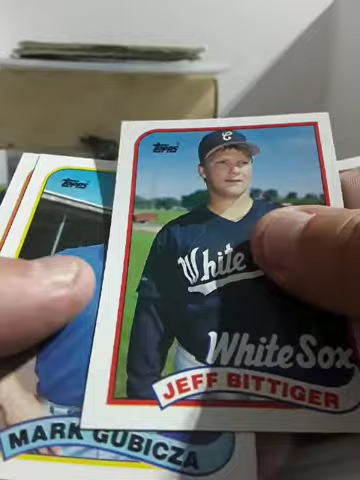 Topps
Topps
C
White
White Sox
JEFF BITTIGER
MARK GUBICZA